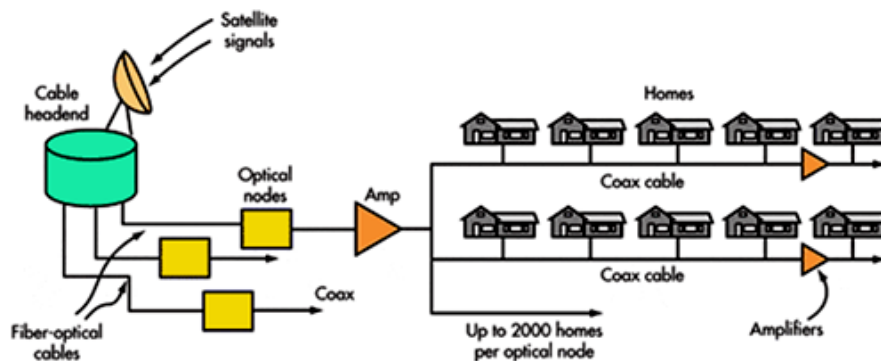 Satellite
signals
Cable
headend
Homes
Optical
nodes
Amp
Coax cable
Coax cable
Coax
Fiber-optical
cables
Up to 2000 homes
per optical node
Amplifiers